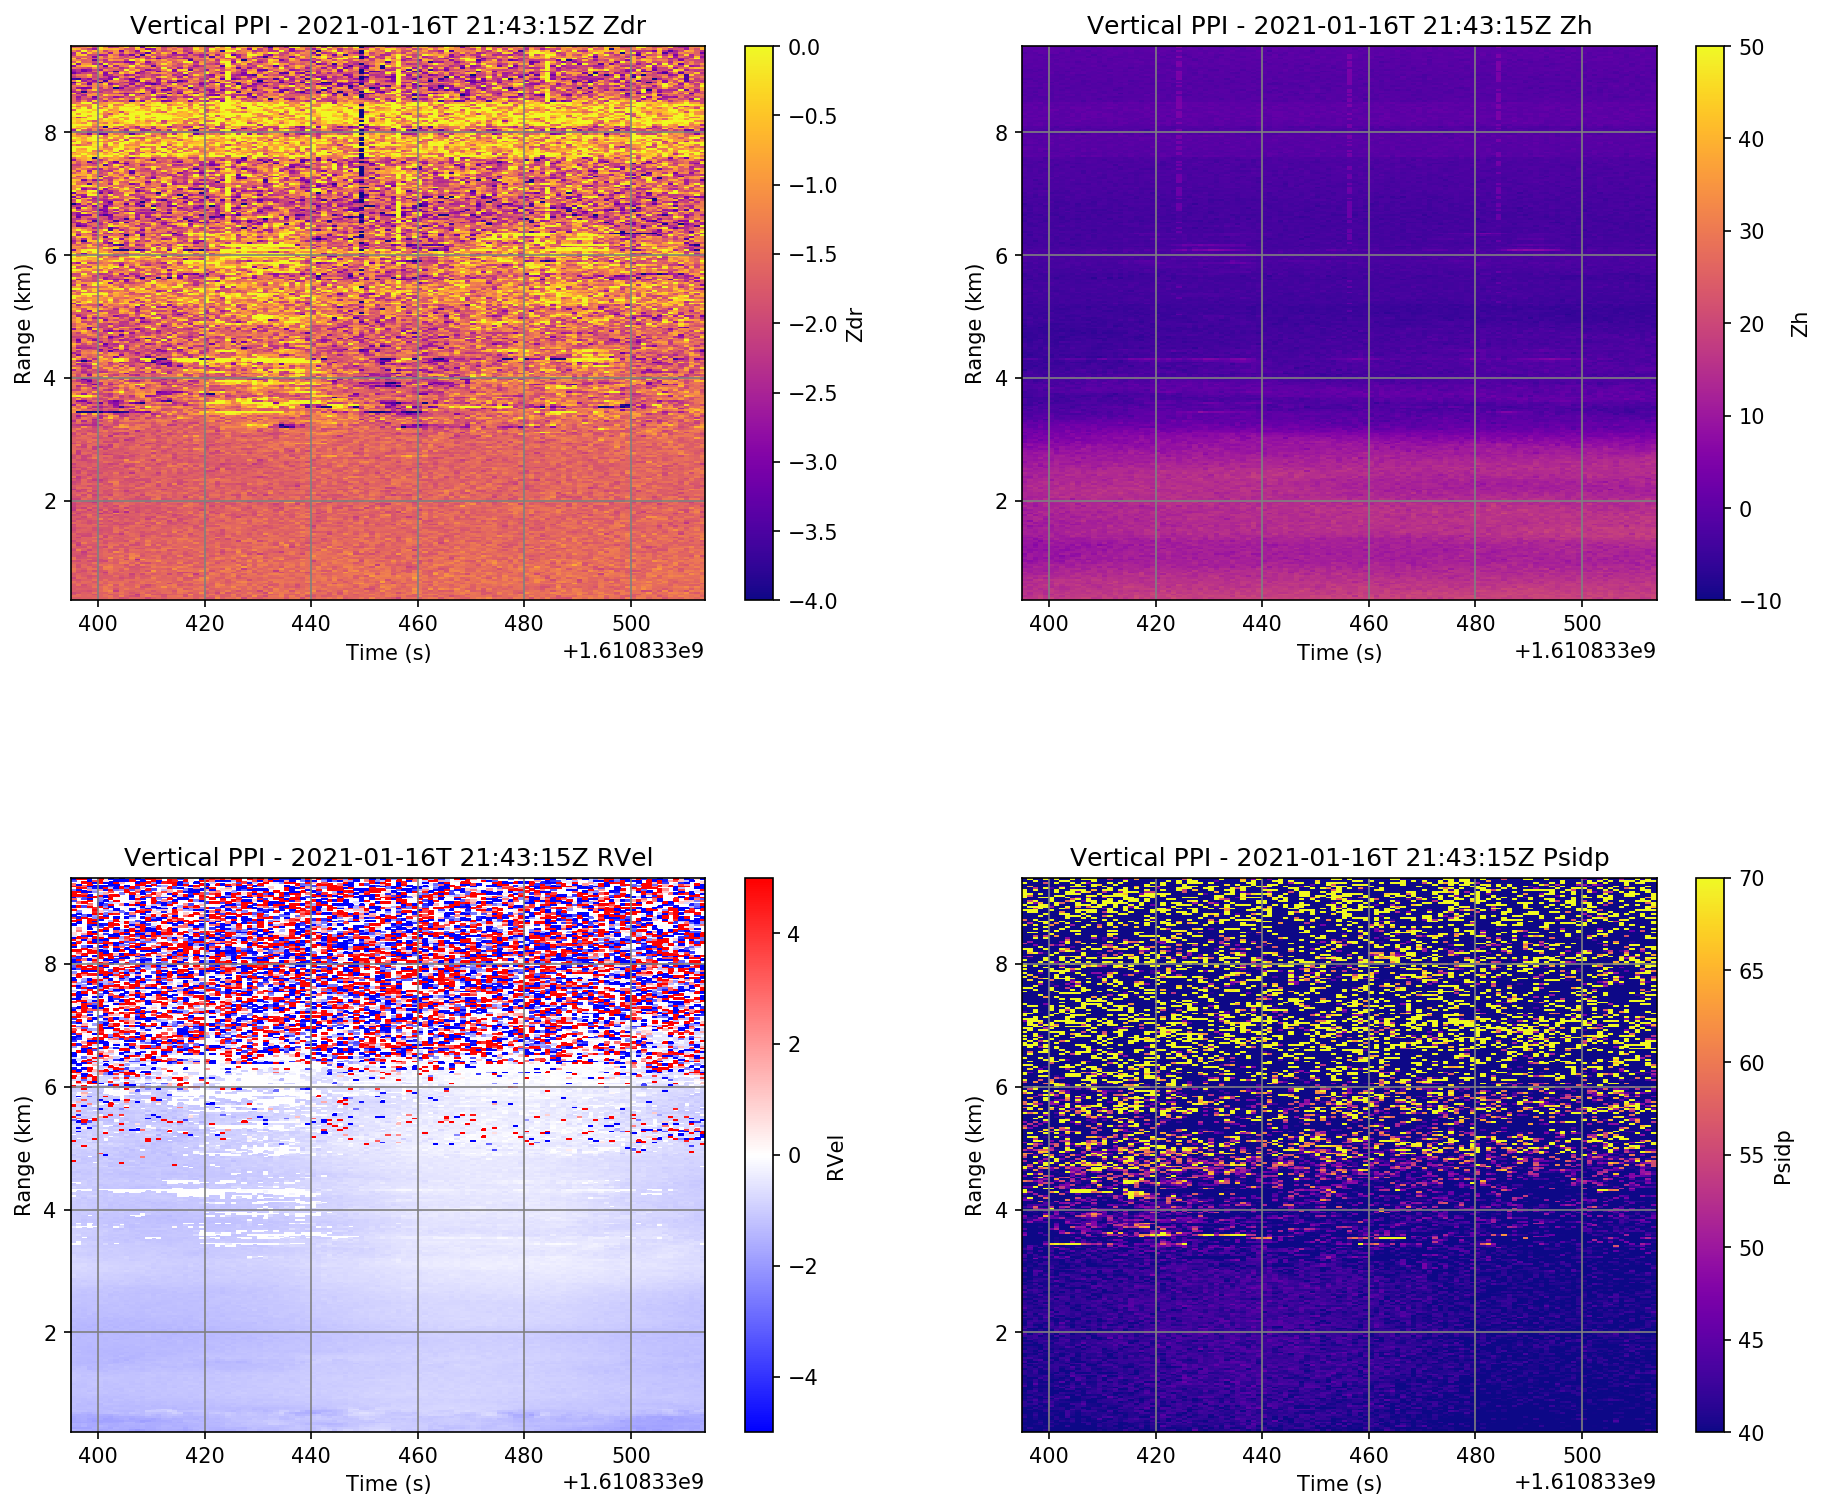 Vertical PPI - 2021-01-16T 21:43:15Z Zdr
8
6
4
2
Range (km)
400 420 440 460 480 500
Time (s)
+1.610833e9
0.0
−0.5
−1.0
−1.5
−2.0
−2.5
−3.0
−3.5
−4.0
Zdr
Vertical PPI - 2021-01-16T 21:43:15Z Zh
8
6
4
2
Range (km)
400 420 440 460 480 500
Time (s)
+1.610833e9
50
40
30
20
10
0
−10
Zh
Vertical PPI - 2021-01-16T 21:43:15Z RVel
8
6
4
2
Range (km)
400 420 440 460 480 500
Time (s)
+1.610833e9
4
2
0
−2
−4
RVel
Vertical PPI - 2021-01-16T 21:43:15Z Psidp
8
6
4
2
Range (km)
400 420 440 460 480 500
Time (s)
+1.610833e9
70
65
60
55
50
45
40
Psidp